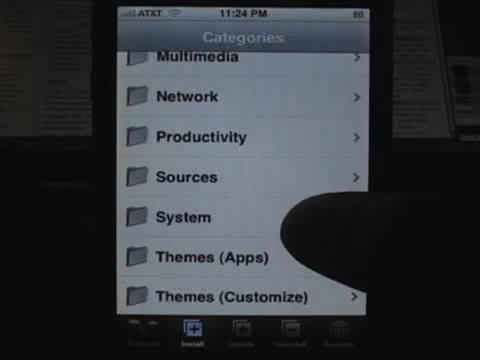 AT&T 11:24 PM 80
Categories
Multimedia
Network
Productivity
Sources
System
Themes (Apps)
Themes (Customize)
Install